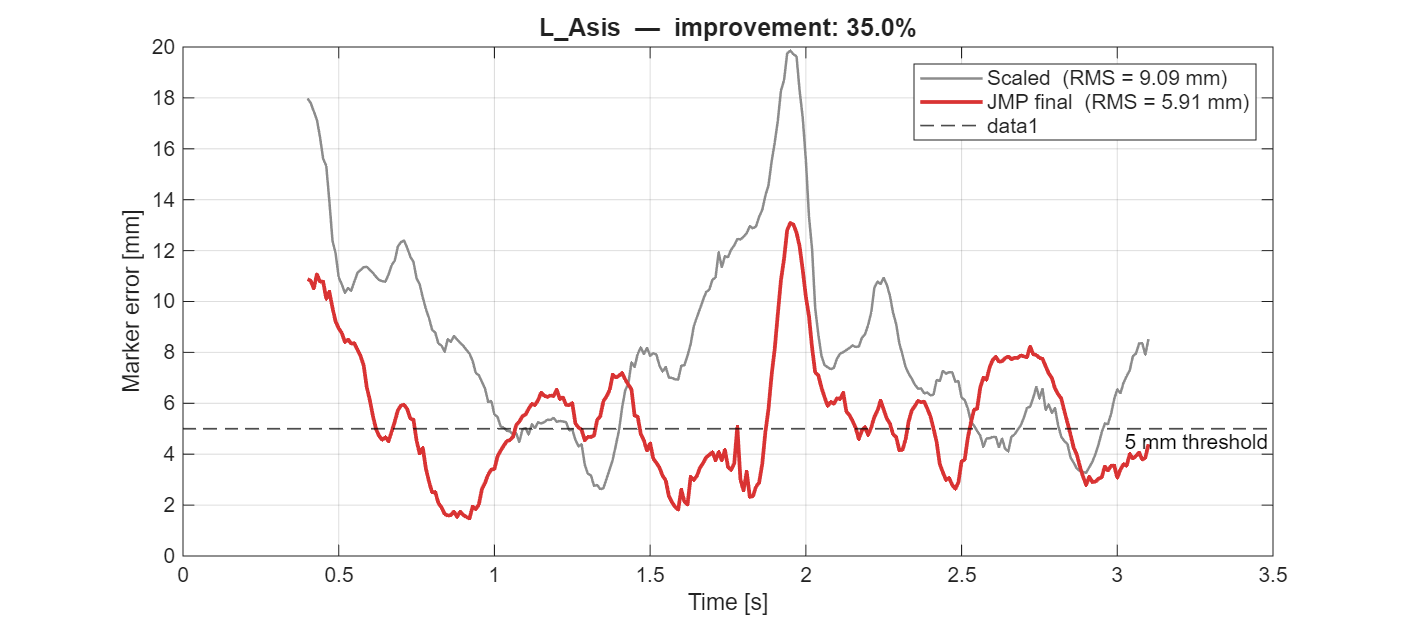 L_Asis — improvement: 35.0%
Scaled (RMS = 9.09 mm)
JMP final (RMS = 5.91 mm)
data1
20
18
16
14
12
10
8
6
4
2
0
Marker error [mm]
5 mm threshold
0
0.5
1
1.5
2
2.5
3
3.5
Time [s]